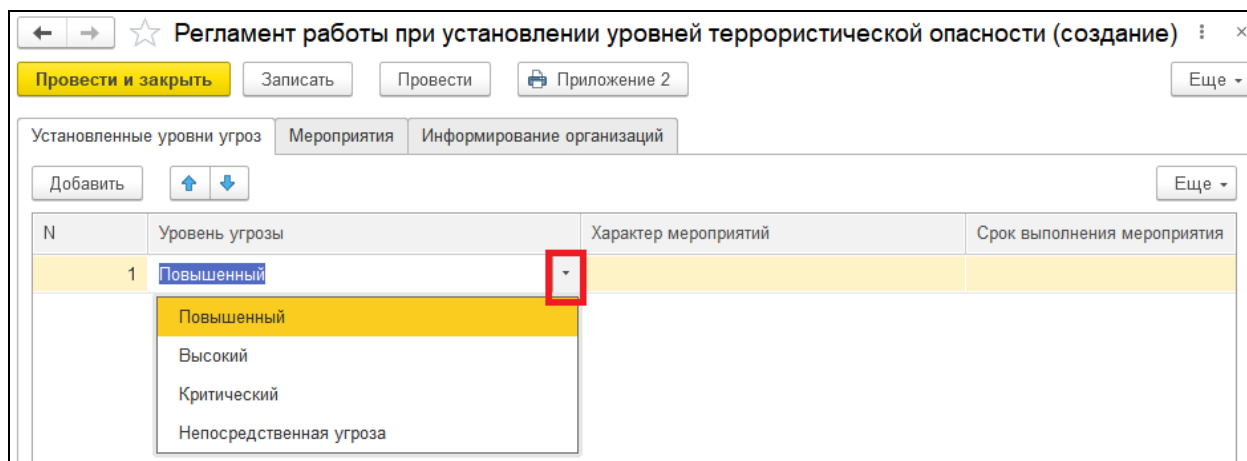 Регламент работы при установлении уровней террористической опасности (создание)
Провести и закрыть Записать Провести Приложение 2 Еще
Установленные уровни угроз Мероприятия Информирование организаций
Добавить Еще
N Уровень угрозы Характер мероприятий Срок выполнения мероприятия
1 Повышенный
Повышенный
Высокий
Критический
Непосредственная угроза